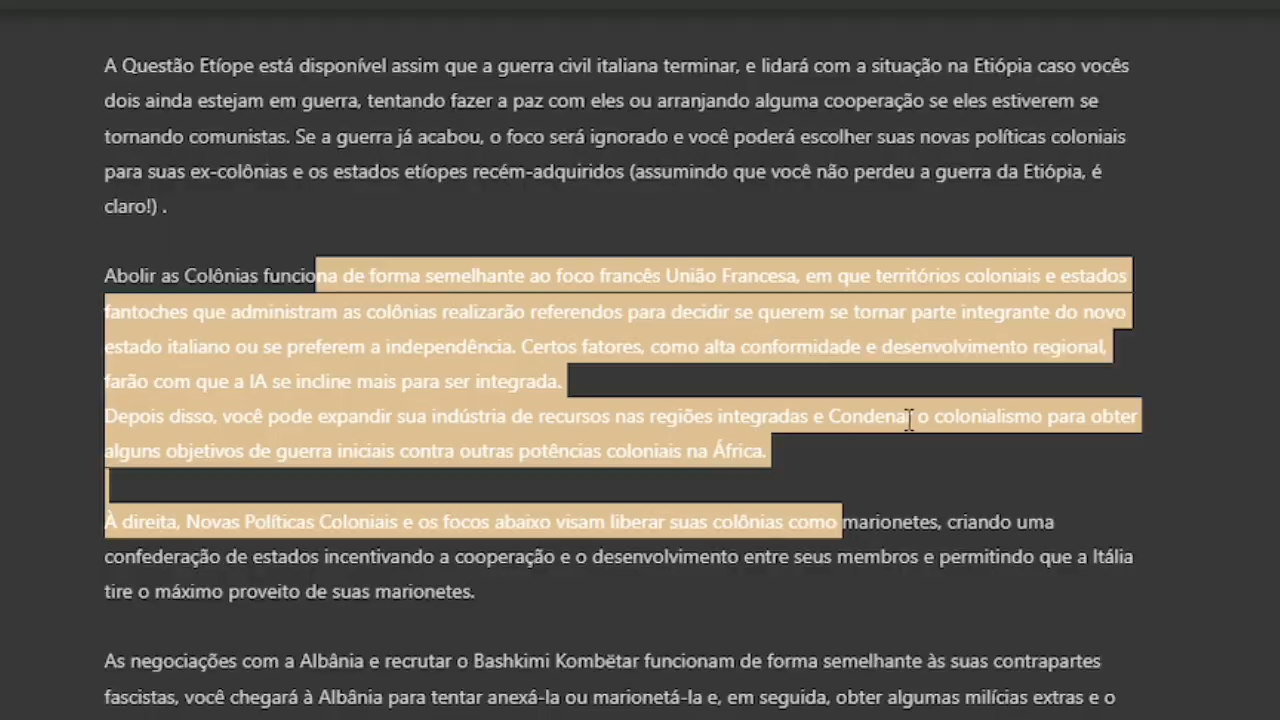 A Questão Etíope está disponível assim que a guerra civil italiana terminar, e lidará com a situação na Etiópia caso vocês
dois ainda estejam em guerra, tentando fazer a paz com eles ou arranjando alguma cooperação se eles estiverem se
tornando comunistas. Se a guerra já acabou, o foco será ignorado e você poderá escolher suas novas políticas coloniais
para suas ex-colônias e os estados etíopes recém-adquiridos (assumindo que você não perdeu a guerra da Etiópia, é
claro!) .
Abolir as Colônias funciona de forma semelhante ao foco francês União Francesa, em que territórios coloniais e estados
fantoches que administram as colônias realizarão referendos para decidir se querem se tornar parte integrante do novo
estado italiano ou se preferem a independência. Certos fatores, como alta conformidade e desenvolvimento regional,
farão com que a IA se incline mais para ser integrada.
Depois disso, você pode expandir sua indústria de recursos nas regiões integradas e Condenar o colonialismo para obter
alguns objetivos de guerra iniciais contra outras potências coloniais na África.
À direita, Novas Políticas Coloniais e os focos abaixo visam liberar suas colônias como marionetes, criando uma
confederação de estados incentivando a cooperação e o desenvolvimento entre seus membros e permitindo que a Itália
tire o máximo proveito de suas marionetes.
As negociações com a Albânia e recrutar o Bashkimi Kombëtar funcionam de forma semelhante às suas contrapartes
fascistas, você chegará à Albânia para tentar anexá-la ou marionetá-la e, em seguida, obter algumas milícias extras e o